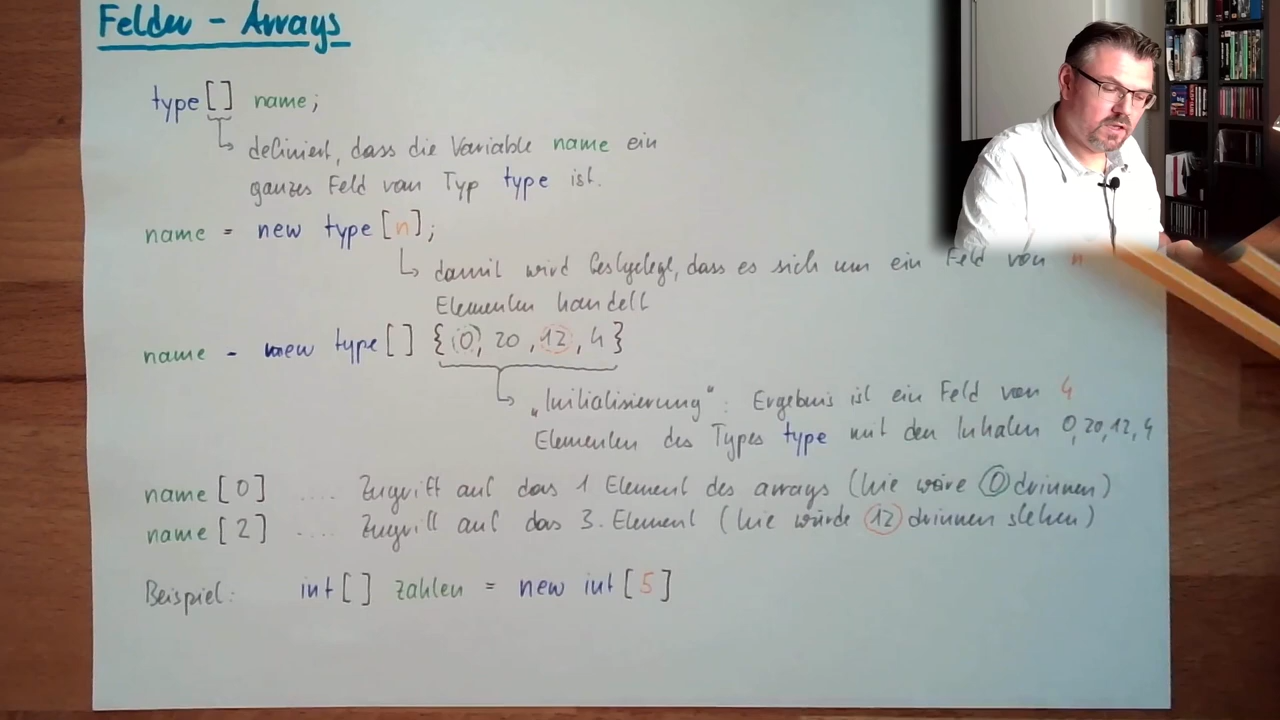 Felder - Arrays
type[] name;
definiert, dass die Variable name ein
ganzes Feld vom Typ type ist.
name = new type[n];
damit wird festgelegt, dass es sich um ein Feld von n
Elementen handelt
name = new type[] {0, 20, 12, 4}
"Initialisierung": Ergebnis ist ein Feld von 4
Elementen des Types type mit den Inhalten 0,20,12,4
name[0] .... Zugriff auf das 1 Element des arrays (hie wäre 0 drinnen)
name[2] .... Zugriff auf das 3. Element (hie würde 12 drinnen stehen)
Beispiel: int[] zahlen = new int[5]